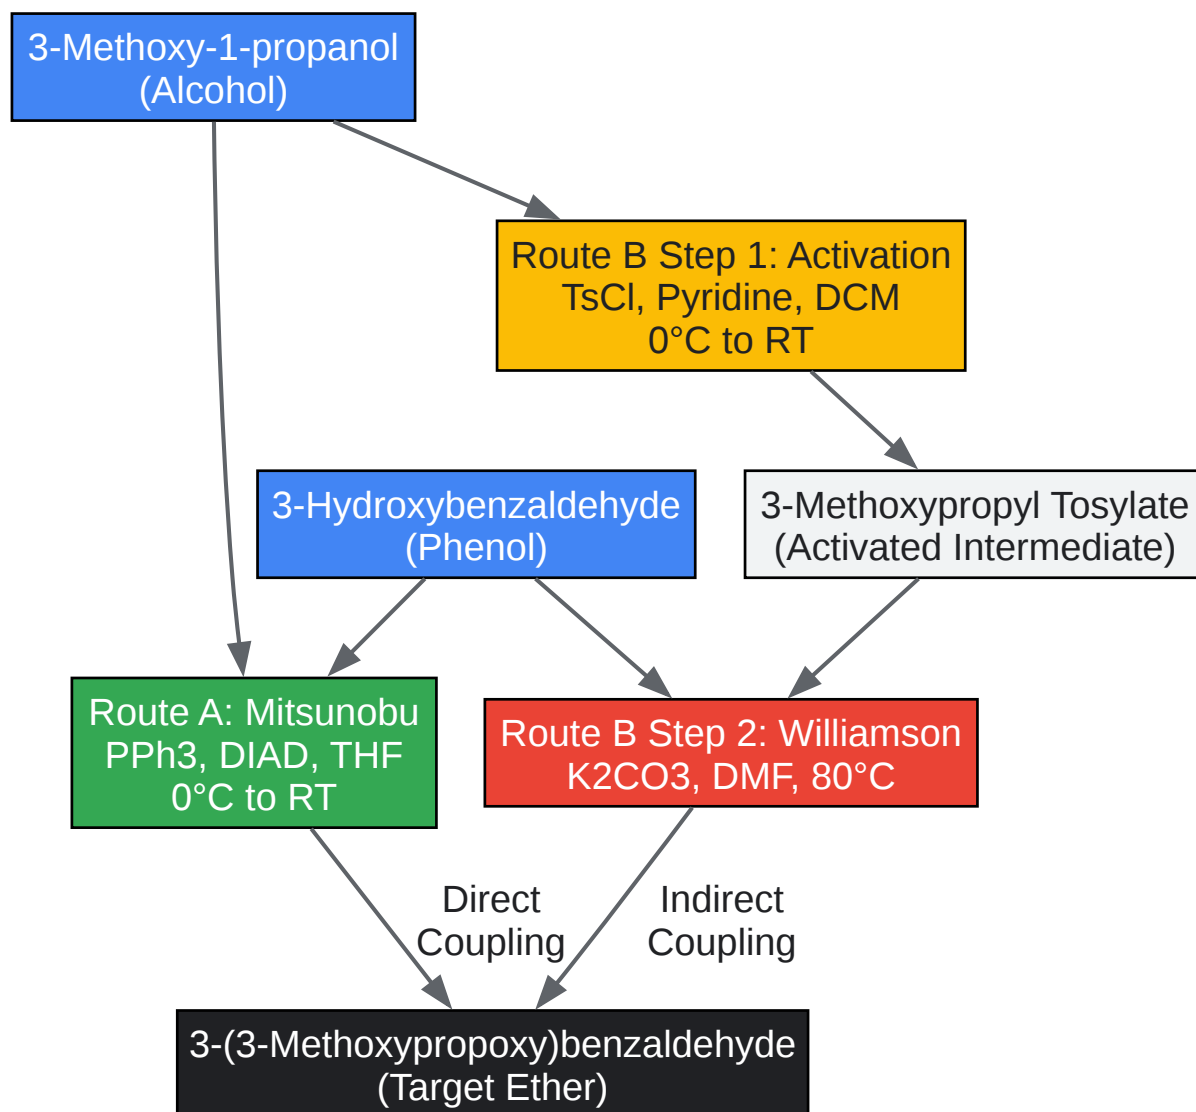 3-Methoxy-1-propanol
(Alcohol)
Route B Step 1: Activation
TsCl, Pyridine, DCM
0°C to RT
3-Hydroxybenzaldehyde
(Phenol)
3-Methoxypropyl Tosylate
(Activated Intermediate)
Route A: Mitsunobu
PPh3, DIAD, THF
0°C to RT
Route B Step 2: Williamson
K2CO3, DMF, 80°C
Direct
Coupling
Indirect
Coupling
3-(3-Methoxypropoxy)benzaldehyde
(Target Ether)